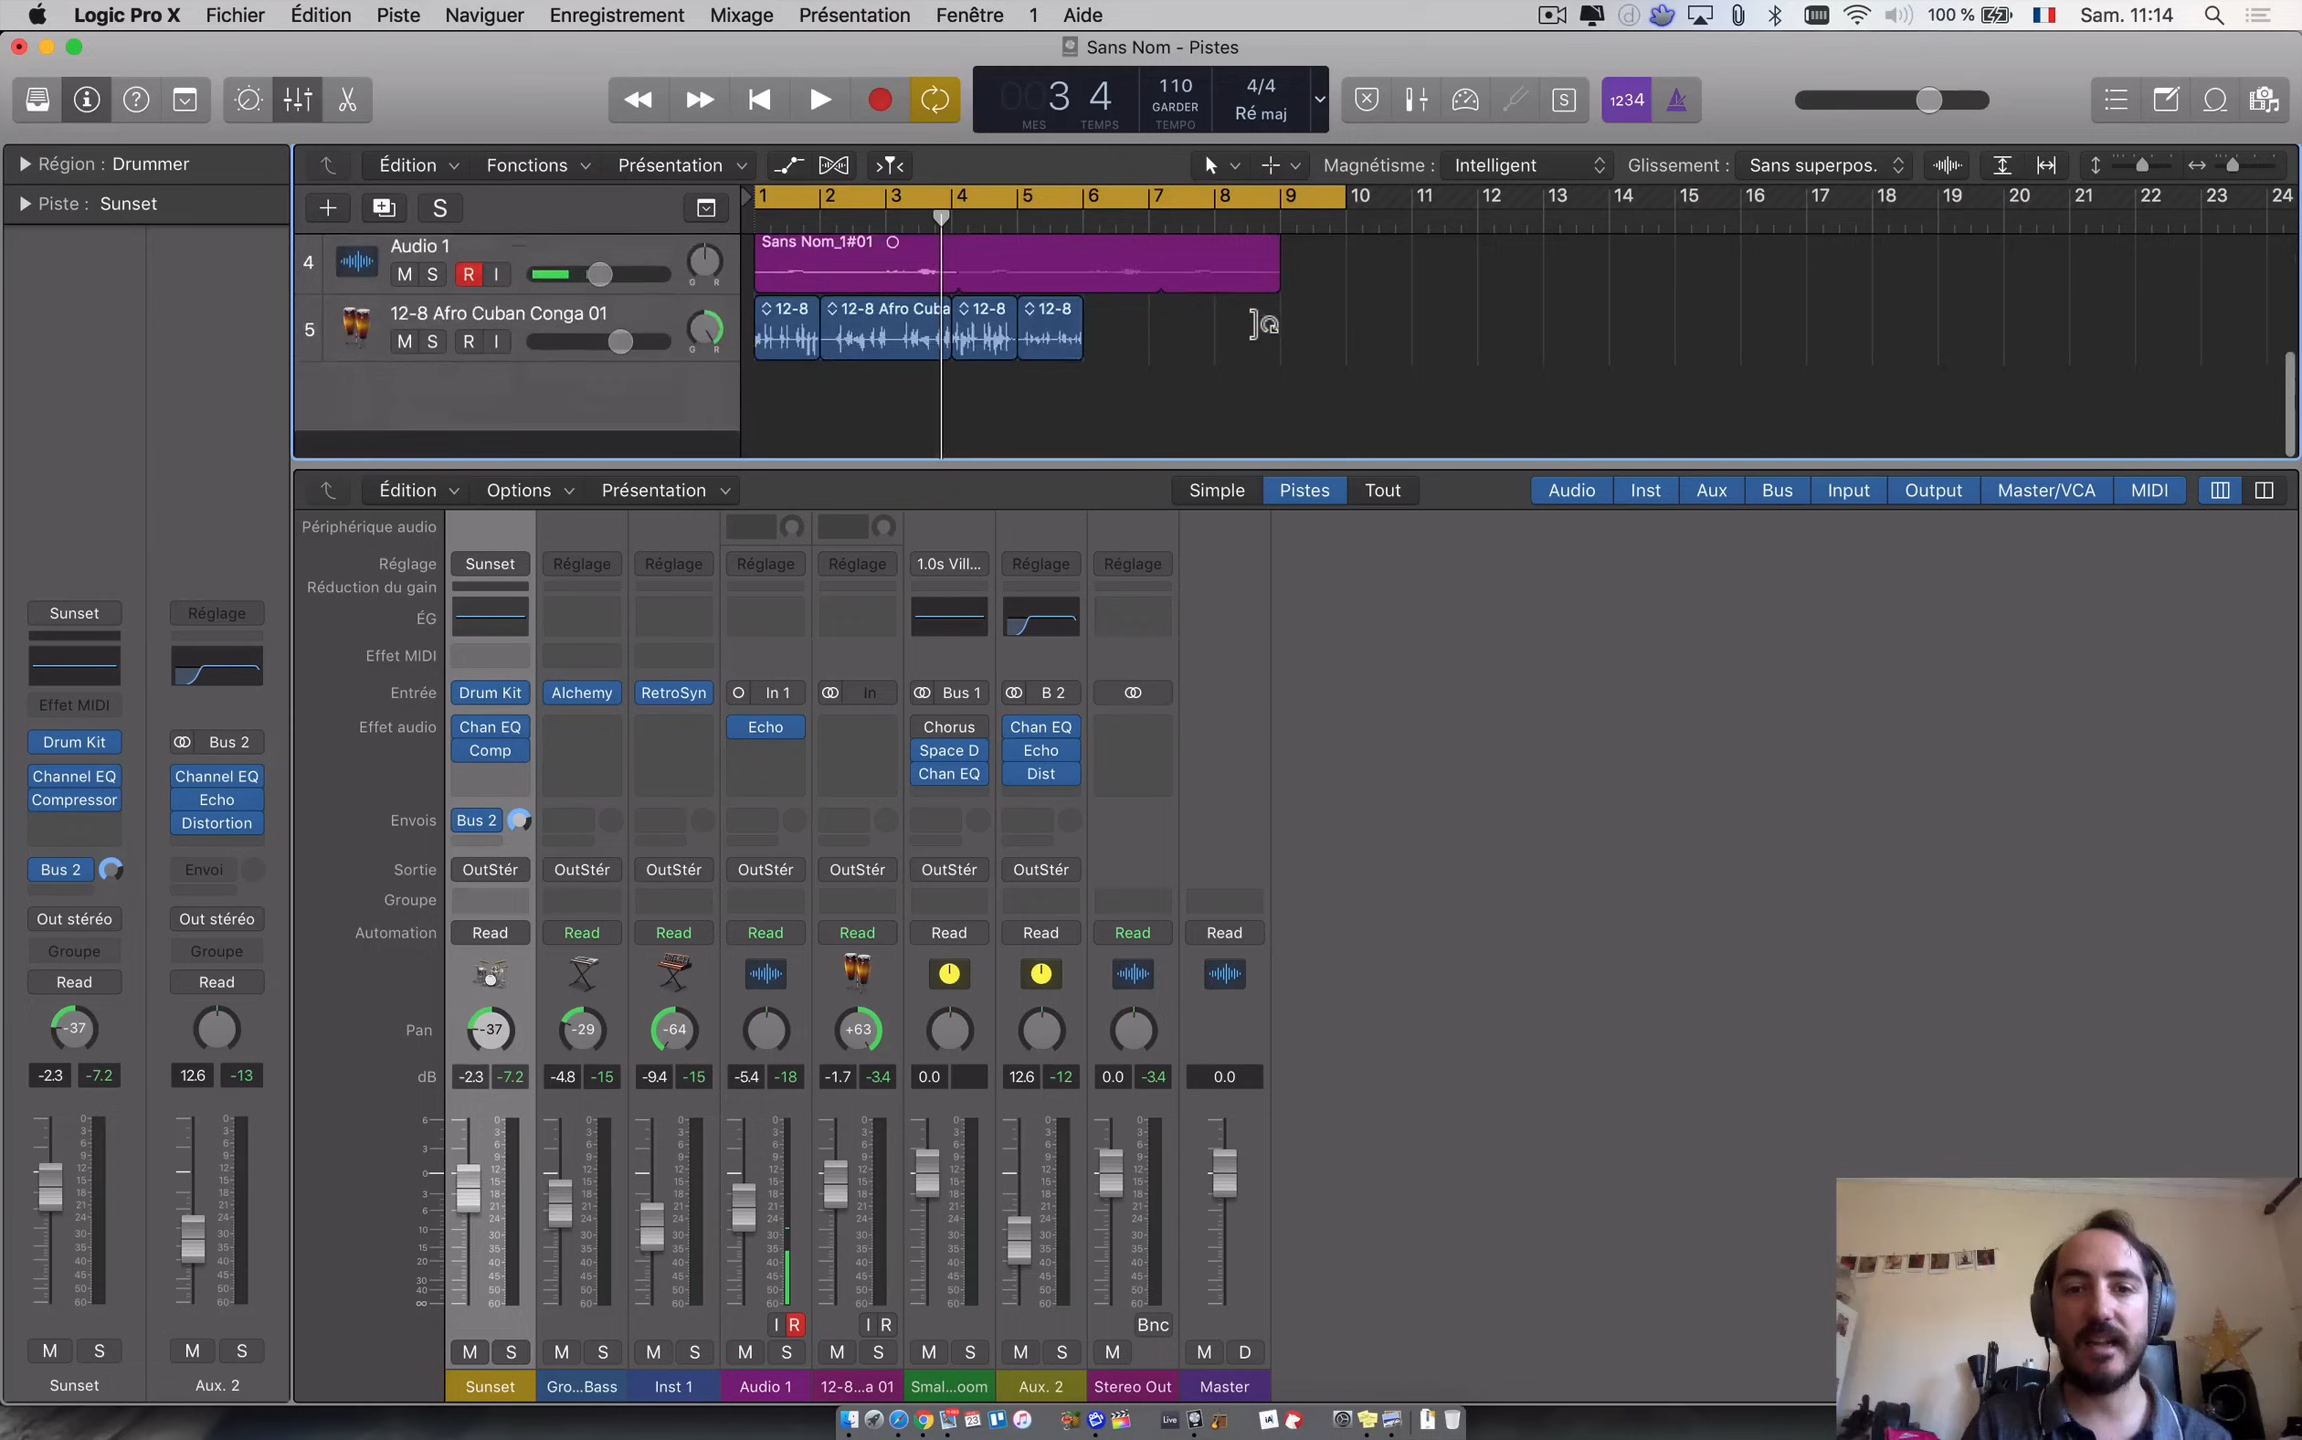 Logic Pro X Fichier Édition Piste Naviguer Enregistrement Mixage Présentation Fenêtre 1 Aide 100 % Sam. 11:14
Sans Nom - Pistes
3 4 110 4/4
GARDER Ré maj
MES TEMPS TEMPO
S 1234
Région : Drummer
Piste : Sunset
Édition Fonctions Présentation Magnétisme : Intelligent Glissement : Sans superpos.
S 1 2 3 4 5 6 7 8 9 10 11 12 13 14 15 16 17 18 19 20 21 22 23 24
4 Audio 1 Sans Nom_1#01
M S R I G R
5 12-8 Afro Cuban Conga 01 12-8 12-8 Afro Cuba 12-8 12-8
M S R I G R
Édition Options Présentation Simple Pistes Tout Audio Inst Aux Bus Input Output Master/VCA MIDI
Périphérique audio
Réglage Sunset Réglage Réglage Réglage Réglage 1.0s Vill... Réglage Réglage
Réduction du gain
ÉG
Effet MIDI
Entrée Drum Kit Alchemy RetroSyn In 1 In Bus 1 B 2
Effet audio Chan EQ Echo Chorus Chan EQ
Comp Space D Echo
Chan EQ Dist
Envois Bus 2
Sortie OutStér OutStér OutStér OutStér OutStér OutStér OutStér
Groupe
Automation Read Read Read Read Read Read Read Read Read
Pan -37 -29 -64 +63
dB -2.3 -7.2 -4.8 -15 -9.4 -15 -5.4 -18 -1.7 -3.4 0.0 12.6 -12 0.0 -3.4 0.0
I R I R Bnc
M S M S M S M S M S M S M S M M D
Sunset Gro...Bass Inst 1 Audio 1 12-8...a 01 Smal...oom Aux. 2 Stereo Out Master
Sunset Réglage
Effet MIDI
Drum Kit Bus 2
Channel EQ Channel EQ
Compressor Echo
Distortion
Bus 2 Envoi
Out stéréo Out stéréo
Groupe Groupe
Read Read
-37
-2.3 -7.2 12.6 -13
M S M S
Sunset Aux. 2